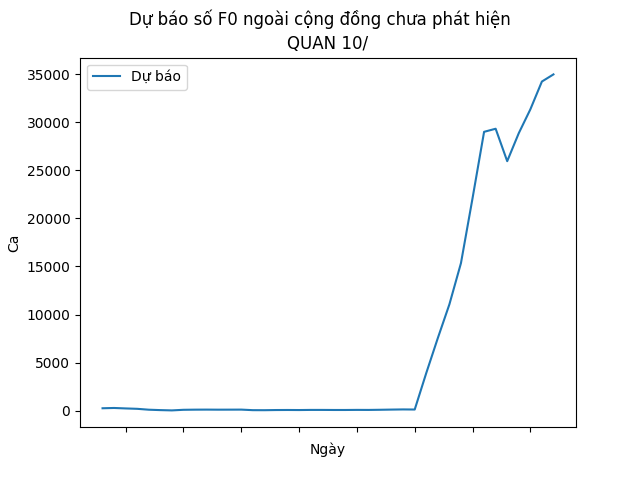 Dự báo số F0 ngoài cộng đồng chưa phát hiện
QUAN 10/
Dự báo
35000
30000
25000
20000
15000
10000
5000
0
Ca
Ngày